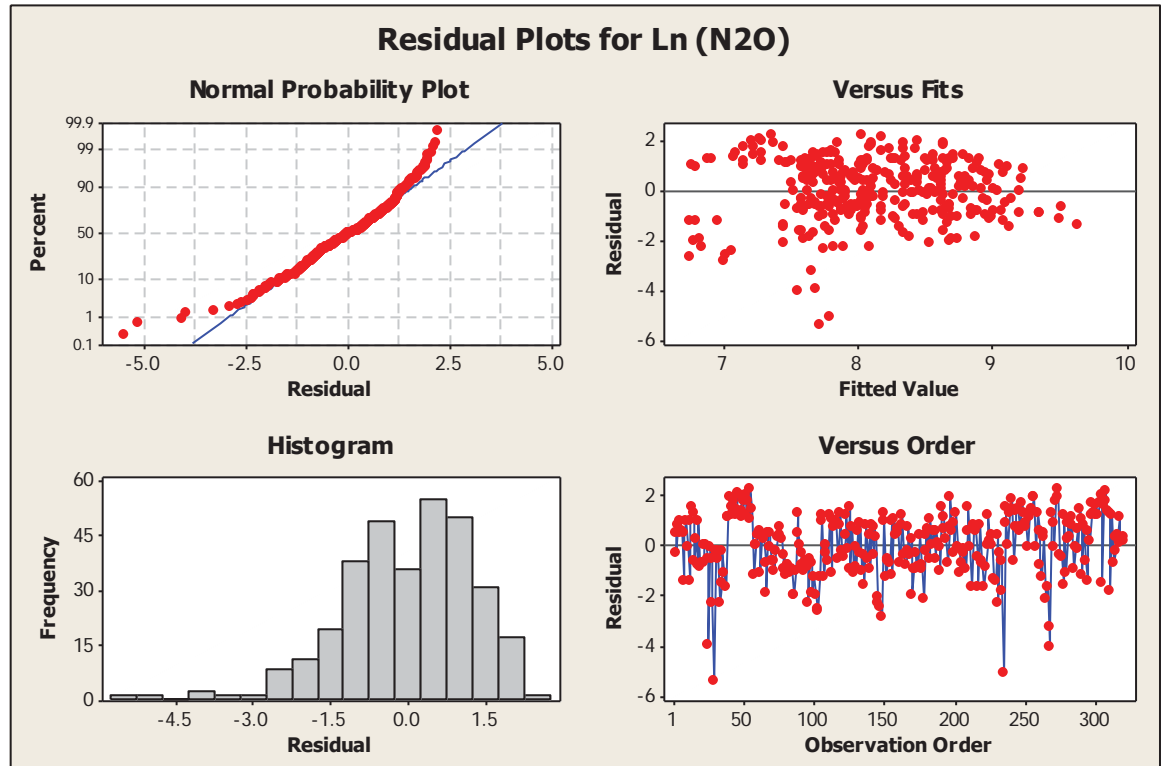 Residual Plots for Ln (N2O)
Normal Probability Plot
99.9
99
90
50
10
1
0.1
Percent
-5.0 -2.5 0.0 2.5 5.0
Residual
Versus Fits
2
0
-2
-4
-6
Residual
7 8 9 10
Fitted Value
Histogram
60
45
30
15
0
Frequency
-4.5 -3.0 -1.5 0.0 1.5
Residual
Versus Order
2
0
-2
-4
-6
Residual
1 50 100 150 200 250 300
Observation Order